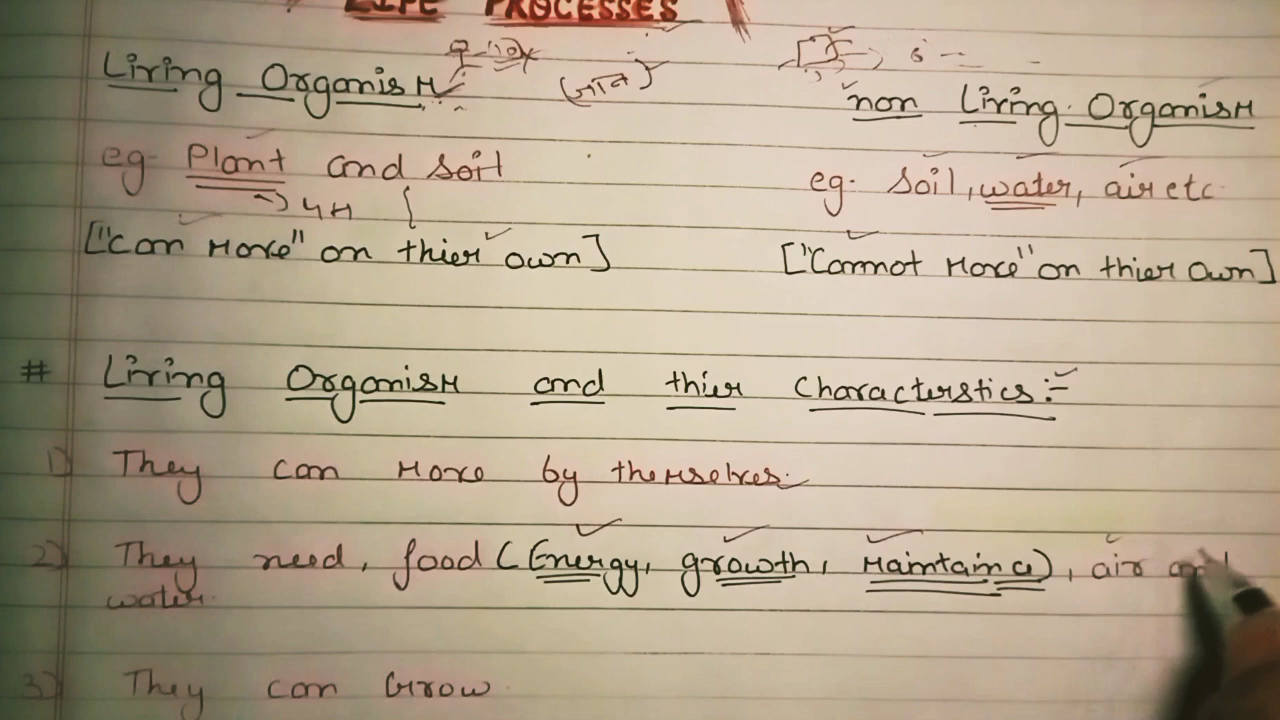 LIFE PROCESSES
Living Organism
non Living Organism
eg. Plant and soil
eg. Soil, water, air etc.
["Can Move" on thier own]
["Cannot Move" on thier own]
# Living Organism and thier Characterstics:-
1) They can Move by themselves.
2) They need, food (Energy, growth, Maintaince), air and
water.
3) They can Grow.